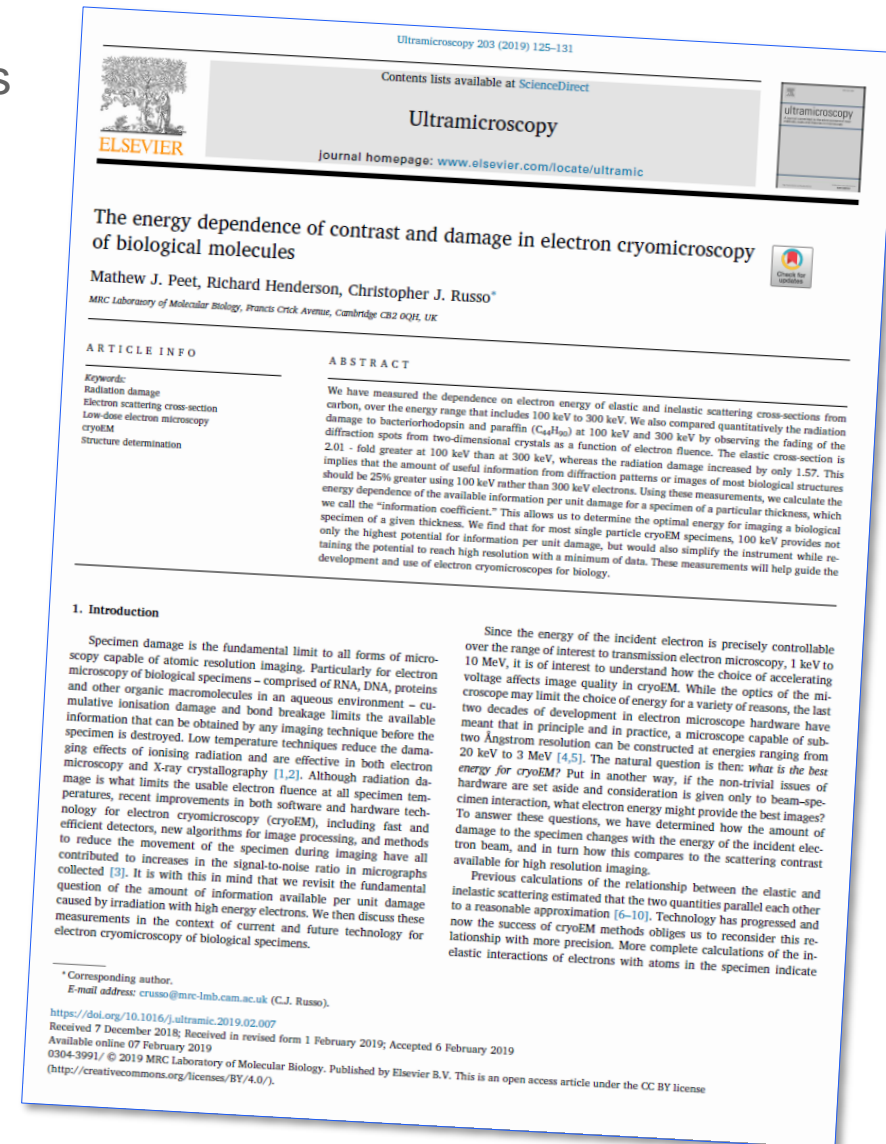 s
Ultramicroscopy 203 (2019) 125–131
Contents lists available at ScienceDirect
Ultramicroscopy
journal homepage: www.elsevier.com/locate/ultramic
ELSEVIER
ultramicroscopy
The energy dependence of contrast and damage in electron cryomicroscopy
of biological molecules
Check for
updates
Mathew J. Peet, Richard Henderson, Christopher J. Russo*
MRC Laboratory of Molecular Biology, Francis Crick Avenue, Cambridge CB2 0QH, UK
ARTICLE INFO
Keywords:
Radiation damage
Electron scattering cross-section
Low-dose electron microscopy
cryoEM
Structure determination
ABSTRACT
We have measured the dependence on electron energy of elastic and inelastic scattering cross-sections from
carbon, over the energy range that includes 100 keV to 300 keV. We also compared quantitatively the radiation
damage to bacteriorhodopsin and paraffin (C₄₄H₉₀) at 100 keV and 300 keV by observing the fading of the
diffraction spots from two-dimensional crystals as a function of electron fluence. The elastic cross-section is
2.01 - fold greater at 100 keV than at 300 keV, whereas the radiation damage increased by only 1.57. This
implies that the amount of useful information from diffraction patterns or images of most biological structures
should be 25% greater using 100 keV rather than 300 keV electrons. Using these measurements, we calculate the
energy dependence of the available information per unit damage for a specimen of a particular thickness, which
we call the “information coefficient.” This allows us to determine the optimal energy for imaging a biological
specimen of a given thickness. We find that for most single particle cryoEM specimens, 100 keV provides not
only the highest potential for information per unit damage, but would also simplify the instrument while re-
taining the potential to reach high resolution with a minimum of data. These measurements will help guide the
development and use of electron cryomicroscopes for biology.
1. Introduction
Specimen damage is the fundamental limit to all forms of micro-
scopy capable of atomic resolution imaging. Particularly for electron
microscopy of biological specimens – comprised of RNA, DNA, proteins
and other organic macromolecules in an aqueous environment – cu-
mulative ionisation damage and bond breakage limits the available
information that can be obtained by any imaging technique before the
specimen is destroyed. Low temperature techniques reduce the dama-
ging effects of ionising radiation and are effective in both electron
microscopy and X-ray crystallography [1,2]. Although radiation da-
mage is what limits the usable electron fluence at all specimen tem-
peratures, recent improvements in both software and hardware tech-
nology for electron cryomicroscopy (cryoEM), including fast and
efficient detectors, new algorithms for image processing, and methods
to reduce the movement of the specimen during imaging have all
contributed to increases in the signal-to-noise ratio in micrographs
collected [3]. It is with this in mind that we revisit the fundamental
question of the amount of information available per unit damage
caused by irradiation with high energy electrons. We then discuss these
measurements in the context of current and future technology for
electron cryomicroscopy of biological specimens.
Since the energy of the incident electron is precisely controllable
over the range of interest to transmission electron microscopy, 1 keV to
10 MeV, it is of interest to understand how the choice of accelerating
voltage affects image quality in cryoEM. While the optics of the mi-
croscope may limit the choice of energy for a variety of reasons, the last
two decades of development in electron microscope hardware have
meant that in principle and in practice, a microscope capable of sub-
two Ångstrom resolution can be constructed at energies ranging from
20 keV to 3 MeV [4,5]. The natural question is then: what is the best
energy for cryoEM? Put in another way, if the non-trivial issues of
hardware are set aside and consideration is given only to beam–spe-
cimen interaction, what electron energy might provide the best images?
To answer these questions, we have determined how the amount of
damage to the specimen changes with the energy of the incident elec-
tron beam, and in turn how this compares to the scattering contrast
available for high resolution imaging.
Previous calculations of the relationship between the elastic and
inelastic scattering estimated that the two quantities parallel each other
to a reasonable approximation [6–10]. Technology has progressed and
now the success of cryoEM methods obliges us to reconsider this re-
lationship with more precision. More complete calculations of the in-
elastic interactions of electrons with atoms in the specimen indicate
* Corresponding author.
E-mail address: crusso@mrc-lmb.cam.ac.uk (C.J. Russo).
https://doi.org/10.1016/j.ultramic.2019.02.007
Received 7 December 2018; Received in revised form 1 February 2019; Accepted 6 February 2019
Available online 07 February 2019
0304-3991/ © 2019 MRC Laboratory of Molecular Biology. Published by Elsevier B.V. This is an open access article under the CC BY license
(http://creativecommons.org/licenses/BY/4.0/).